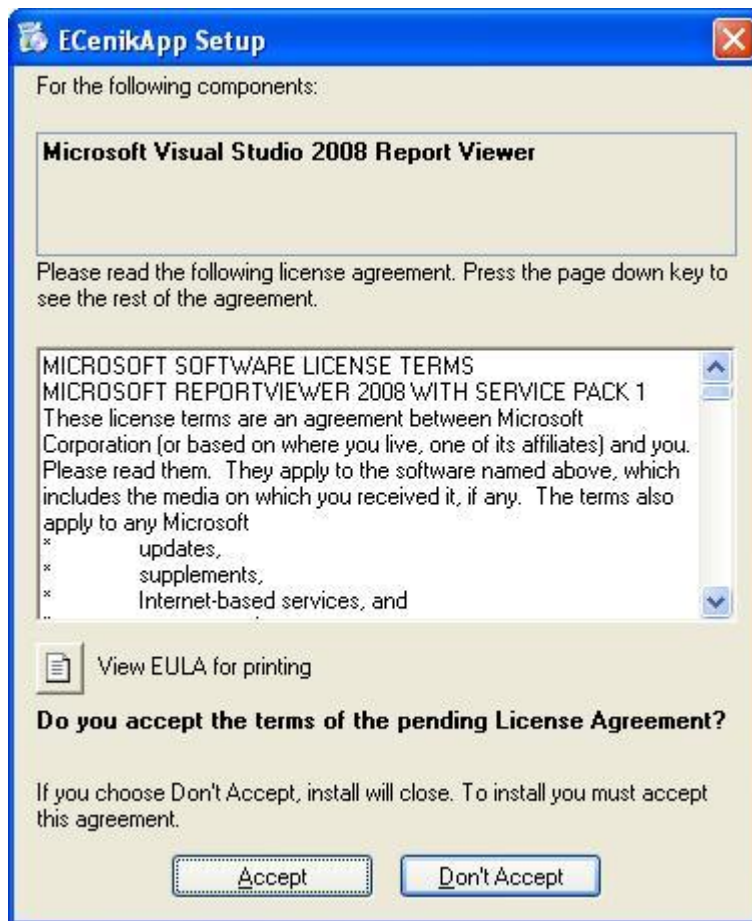 ECenikApp Setup
For the following components:
Microsoft Visual Studio 2008 Report Viewer
Please read the following license agreement. Press the page down key to
see the rest of the agreement.
MICROSOFT SOFTWARE LICENSE TERMS
MICROSOFT REPORTVIEWER 2008 WITH SERVICE PACK 1
These license terms are an agreement between Microsoft
Corporation (or based on where you live, one of its affiliates) and you.
Please read them.  They apply to the software named above, which
includes the media on which you received it, if any.  The terms also
apply to any Microsoft
* updates,
* supplements,
* Internet-based services, and
View EULA for printing
Do you accept the terms of the pending License Agreement?
If you choose Don't Accept, install will close. To install you must accept
this agreement.
Accept
Don't Accept